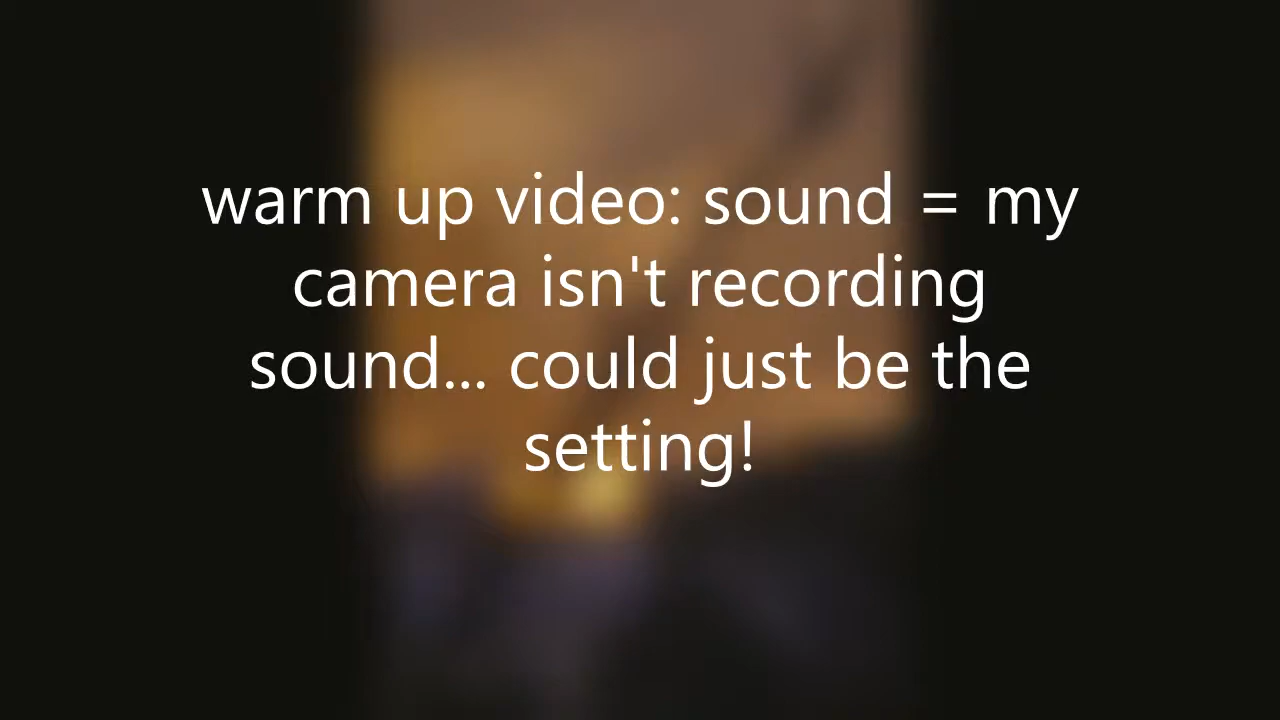 warm up video: sound = my
camera isn't recording
sound... could just be the
setting!